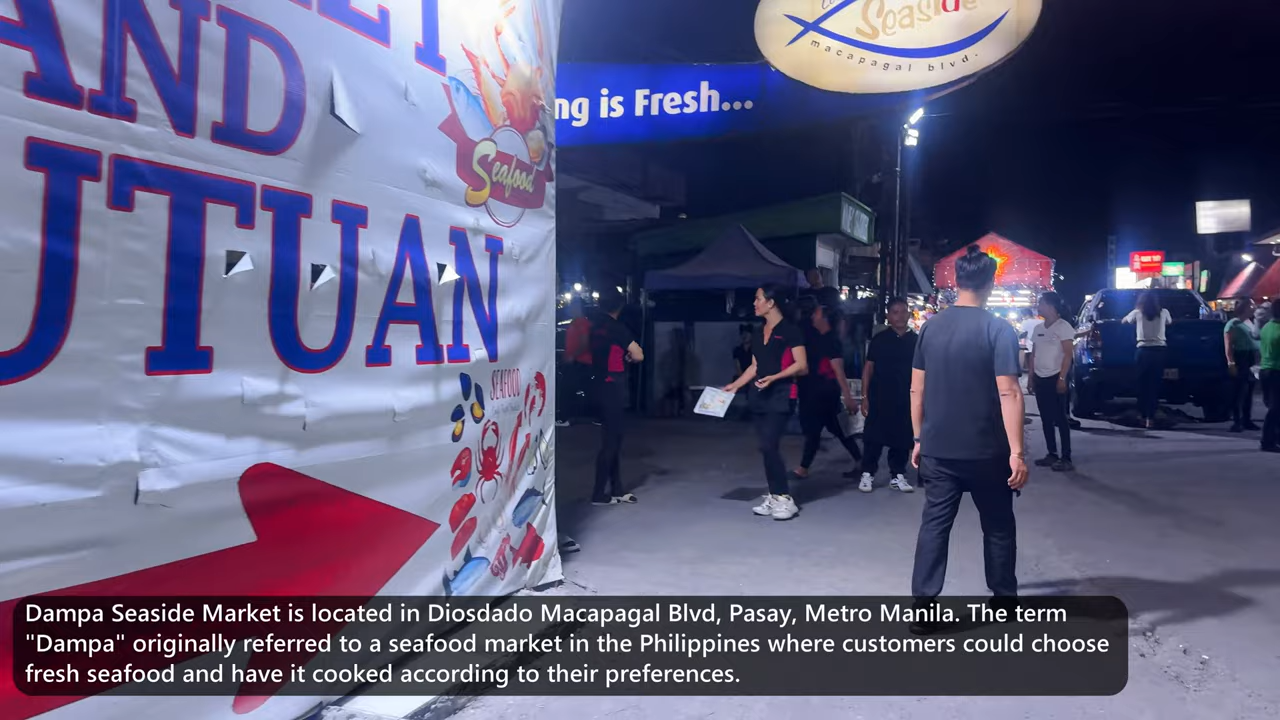 AND
UTUAN
Seafood
SEAFOOD
ng is Fresh...
Seaside
macapagal blvd.
Dampa Seaside Market is located in Diosdado Macapagal Blvd, Pasay, Metro Manila. The term
"Dampa" originally referred to a seafood market in the Philippines where customers could choose
fresh seafood and have it cooked according to their preferences.